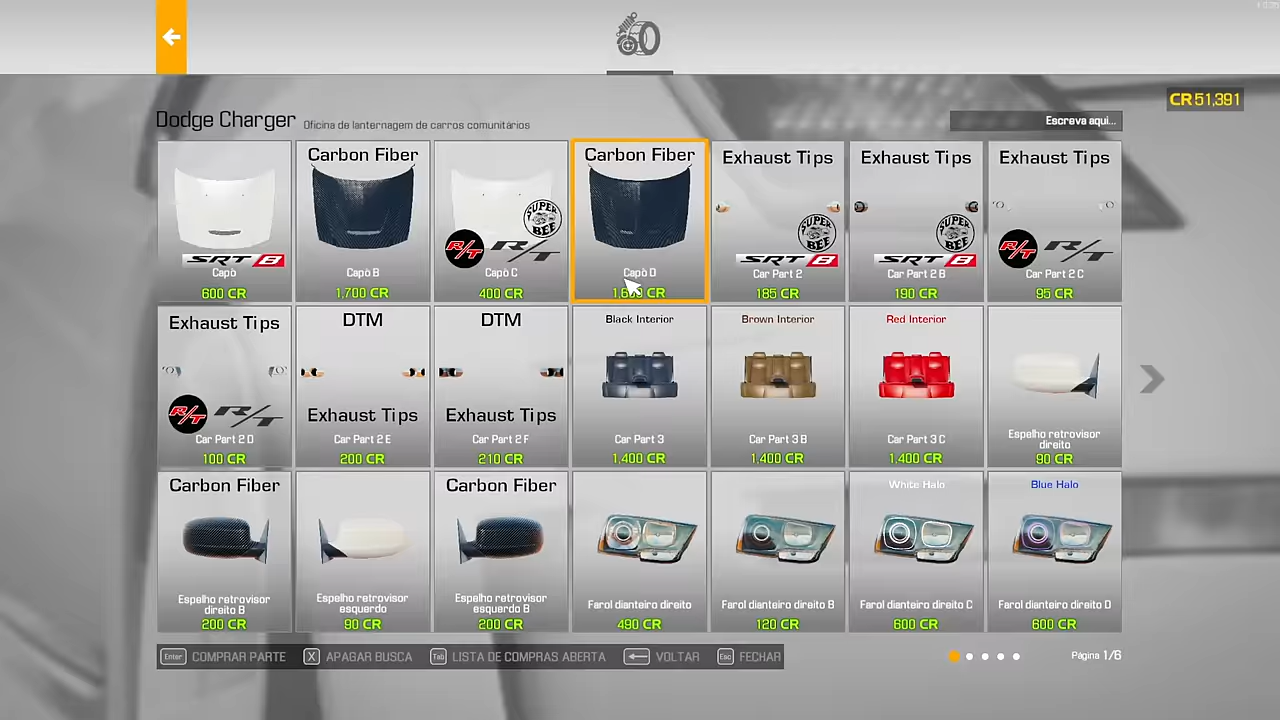 CR 51,391
Dodge Charger
Oficina de lanternagem de carros comunitários
Escreva aqui...
SRT 8
Capô
600 CR
Carbon Fiber
Capô B
1,700 CR
SUPER BEE
R/T R/T
Capô C
400 CR
Carbon Fiber
Capô D
CR
Exhaust Tips
SUPER BEE
SRT 8
Car Part 2
185 CR
Exhaust Tips
SUPER BEE
SRT 8
Car Part 2 B
190 CR
Exhaust Tips
R/T R/T
Car Part 2 C
95 CR
Exhaust Tips
R/T R/T
Car Part 2 D
100 CR
DTM
Exhaust Tips
Car Part 2 E
200 CR
DTM
Exhaust Tips
Car Part 2 F
210 CR
Black Interior
Car Part 3
1,400 CR
Brown Interior
Car Part 3 B
1,400 CR
Red Interior
Car Part 3 C
1,400 CR
Espelho retrovisor
direito
90 CR
Carbon Fiber
Espelho retrovisor
direito B
200 CR
Espelho retrovisor
esquerdo
90 CR
Carbon Fiber
Espelho retrovisor
esquerdo B
200 CR
Farol dianteiro direito
490 CR
Farol dianteiro direito B
120 CR
White Halo
Farol dianteiro direito C
600 CR
Blue Halo
Farol dianteiro direito D
600 CR
Enter COMPRAR PARTE X APAGAR BUSCA Tab LISTA DE COMPRAS ABERTA VOLTAR Esc FECHAR
Página 1/6